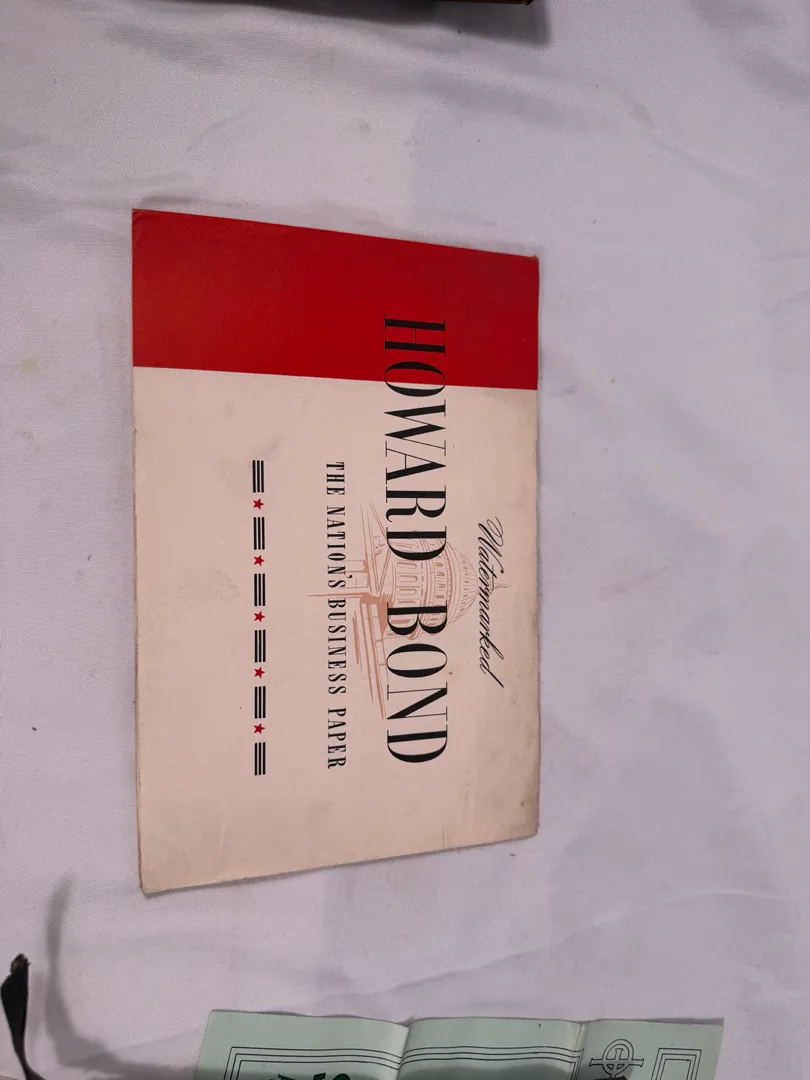 Watermarked
HOWARD BOND
THE NATION'S BUSINESS PAPER